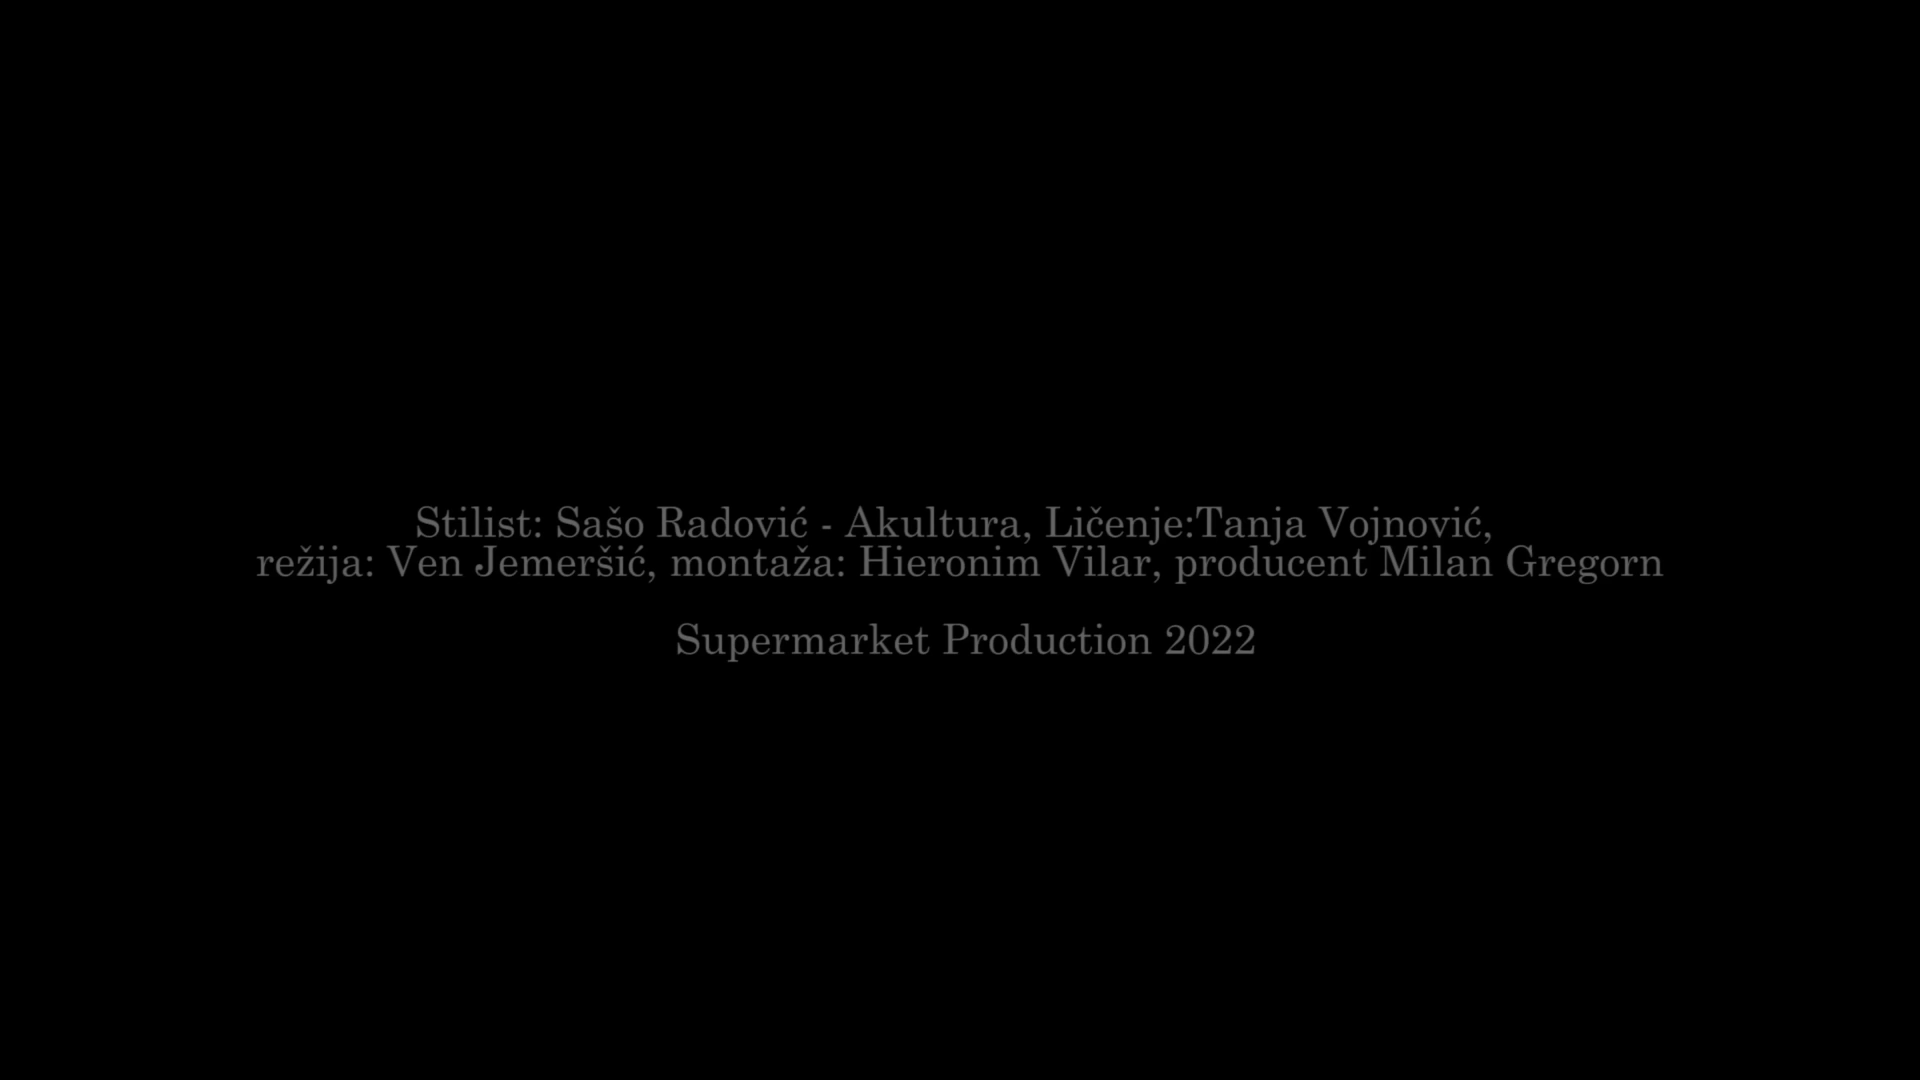 Stilist: Sašo Radović - Akultura, Ličenje:Tanja Vojnović,
režija: Ven Jemeršić, montaža: Hieronim Vilar, producent Milan Gregorn
Supermarket Production 2022